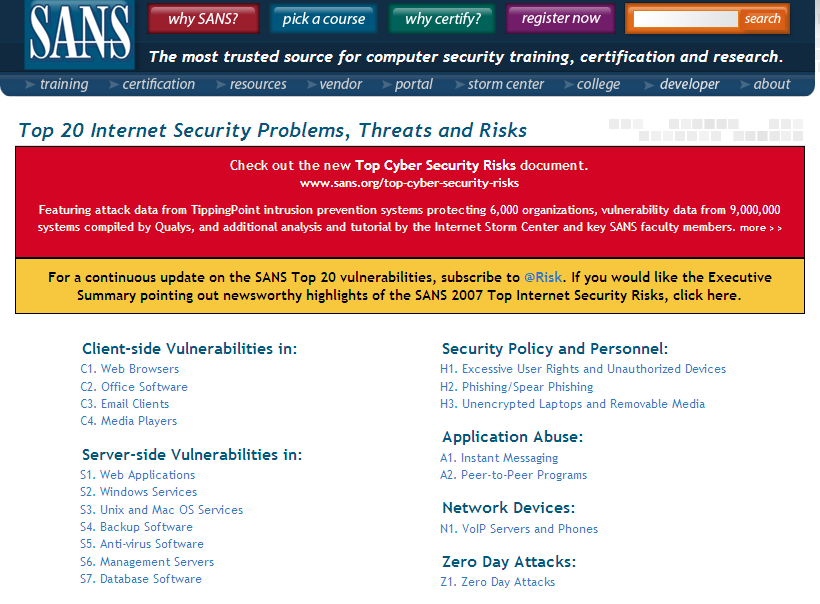 SANS
why SANS?
pick a course
why certify?
register now
search
The most trusted source for computer security training, certification and research.
training
certification
resources
vendor
portal
storm center
college
developer
about
Top 20 Internet Security Problems, Threats and Risks
Check out the new Top Cyber Security Risks document.
www.sans.org/top-cyber-security-risks
Featuring attack data from TippingPoint intrusion prevention systems protecting 6,000 organizations, vulnerability data from 9,000,000
systems compiled by Qualys, and additional analysis and tutorial by the Internet Storm Center and key SANS faculty members. more > >
For a continuous update on the SANS Top 20 vulnerabilities, subscribe to @Risk. If you would like the Executive
Summary pointing out newsworthy highlights of the SANS 2007 Top Internet Security Risks, click here.
Client-side Vulnerabilities in:
C1. Web Browsers
C2. Office Software
C3. Email Clients
C4. Media Players
Server-side Vulnerabilities in:
S1. Web Applications
S2. Windows Services
S3. Unix and Mac OS Services
S4. Backup Software
S5. Anti-virus Software
S6. Management Servers
S7. Database Software
Security Policy and Personnel:
H1. Excessive User Rights and Unauthorized Devices
H2. Phishing/Spear Phishing
H3. Unencrypted Laptops and Removable Media
Application Abuse:
A1. Instant Messaging
A2. Peer-to-Peer Programs
Network Devices:
N1. VoIP Servers and Phones
Zero Day Attacks:
Z1. Zero Day Attacks